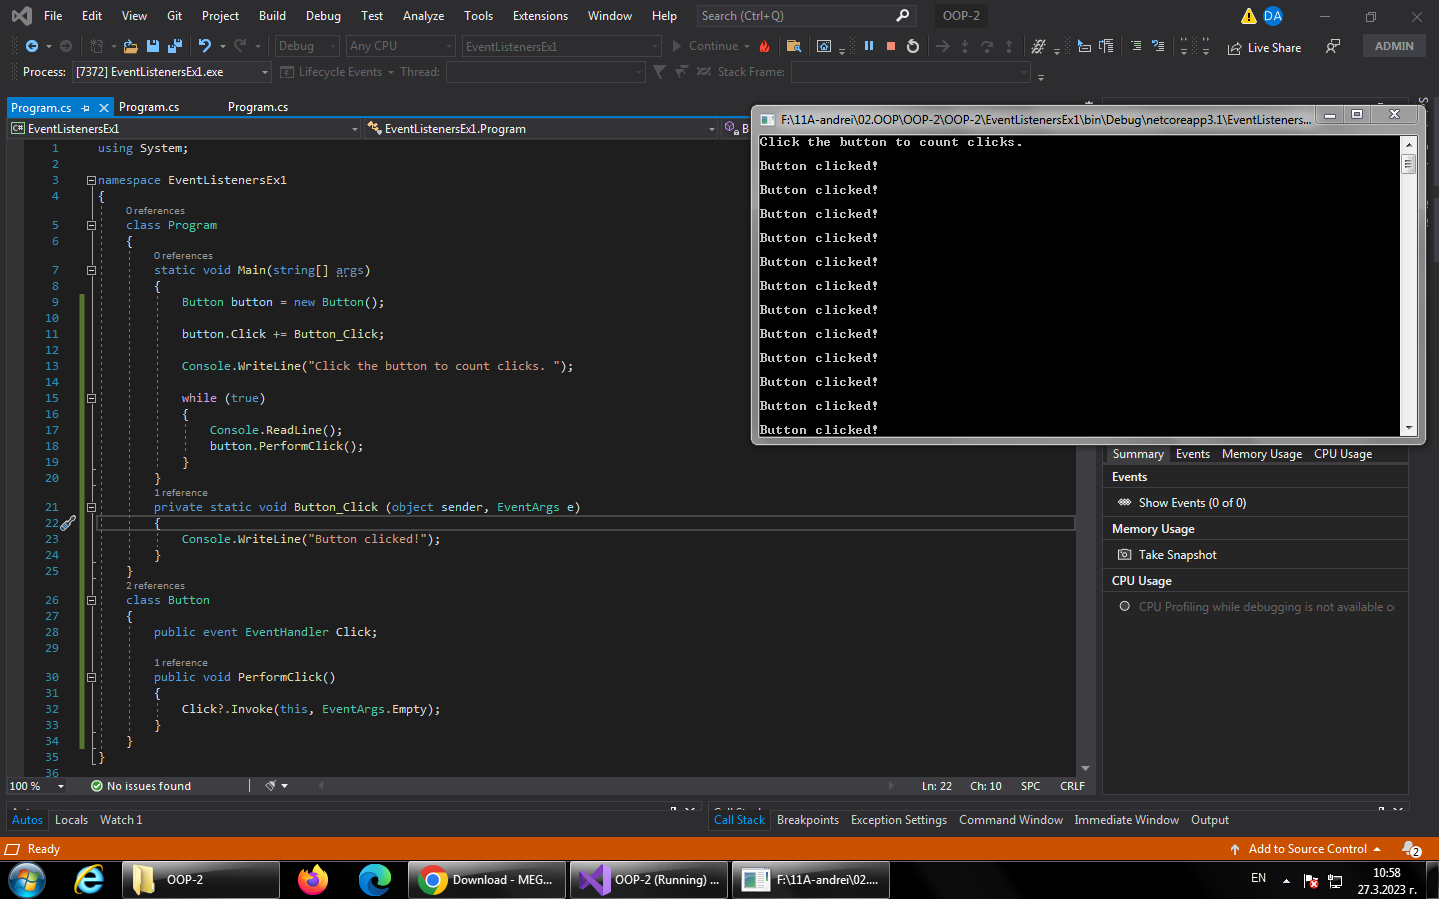 File Edit View Git Project Build Debug Test Analyze Tools Extensions Window Help Search (Ctrl+Q) OOP-2 DA
Debug Any CPU EventListenersEx1 Continue Live Share ADMIN
Process: [7372] EventListenersEx1.exe Lifecycle Events Thread: Stack Frame:
Program.cs Program.cs Program.cs
EventListenersEx1 EventListenersEx1.Program
1 using System;
2
3 namespace EventListenersEx1
4 {
0 references
5 class Program
6 {
0 references
7 static void Main(string[] args)
8 {
9 Button button = new Button();
10
11 button.Click += Button_Click;
12
13 Console.WriteLine("Click the button to count clicks. ");
14
15 while (true)
16 {
17 Console.ReadLine();
18 button.PerformClick();
19 }
20 }
1 reference
21 private static void Button_Click (object sender, EventArgs e)
22 {
23 Console.WriteLine("Button clicked!");
24 }
25 }
2 references
26 class Button
27 {
28 public event EventHandler Click;
29
1 reference
30 public void PerformClick()
31 {
32 Click?.Invoke(this, EventArgs.Empty);
33 }
34 }
35 }
36
100 % No issues found Ln: 22 Ch: 10 SPC CRLF
F:\11A-andrei\02.OOP\OOP-2\OOP-2\EventListenersEx1\bin\Debug\netcoreapp3.1\EventListeners...
Click the button to count clicks.
Button clicked!
Button clicked!
Button clicked!
Button clicked!
Button clicked!
Button clicked!
Button clicked!
Button clicked!
Button clicked!
Button clicked!
Button clicked!
Button clicked!
Summary Events Memory Usage CPU Usage
Events
Show Events (0 of 0)
Memory Usage
Take Snapshot
CPU Usage
CPU Profiling while debugging is not available o
Autos Locals Watch 1
Call Stack Breakpoints Exception Settings Command Window Immediate Window Output
Ready Add to Source Control 2
OOP-2 Download - MEG... OOP-2 (Running) ... F:\11A-andrei\02.... EN 10:58
27.3.2023 г.